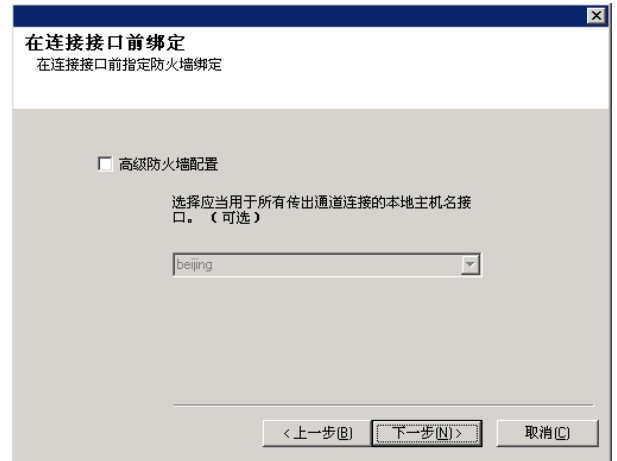 在连接接口前绑定
在连接接口前指定防火墙绑定
高级防火墙配置
选择应当用于所有传出通道连接的本地主机名接
口。（可选）
beijing
<上一步(B)
下一步(N)>
取消(C)